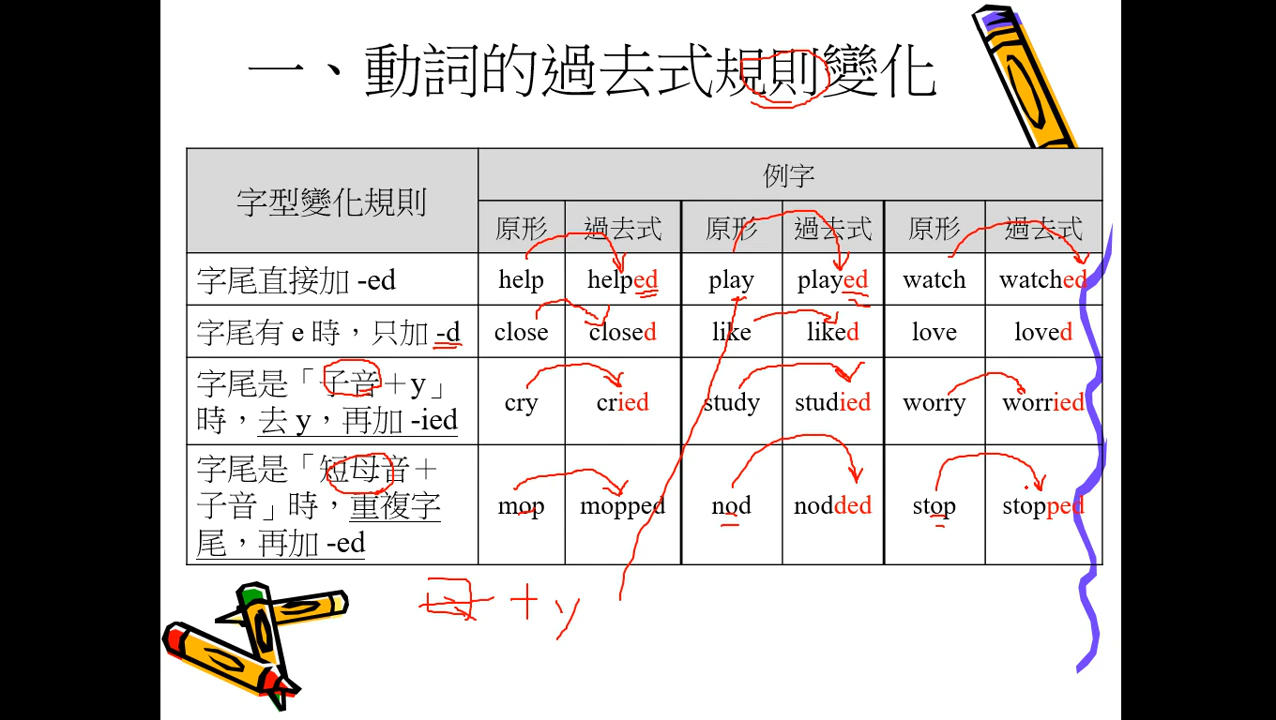 一、動詞的過去式規則變化
字型變化規則 例字
原形 過去式 原形 過去式 原形 過去式
字尾直接加 -ed help helped play played watch watched
字尾有 e 時，只加 -d close closed like liked love loved
字尾是「子音＋y」
時，去 y，再加 -ied cry cried study studied worry worried
字尾是「短母音＋
子音」時，重複字 mop mopped nod nodded stop stopped
尾，再加 -ed
母 + y